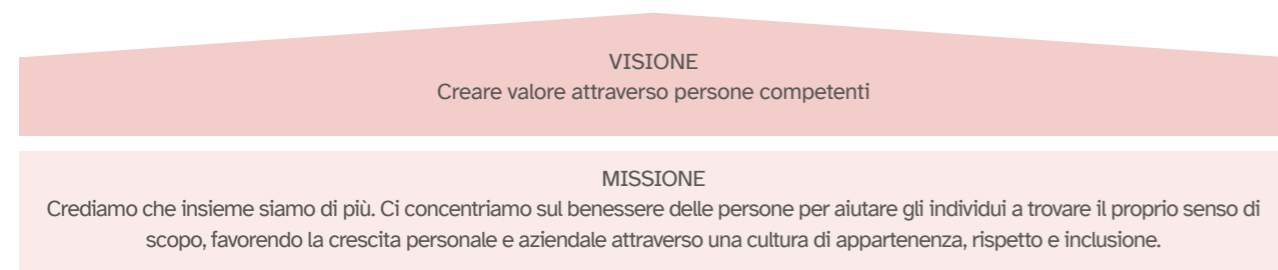 VISIONE
Creare valore attraverso persone competenti
MISSIONE
Crediamo che insieme siamo di più. Ci concentriamo sul benessere delle persone per aiutare gli individui a trovare il proprio senso di
scopo, favorendo la crescita personale e aziendale attraverso una cultura di appartenenza, rispetto e inclusione.